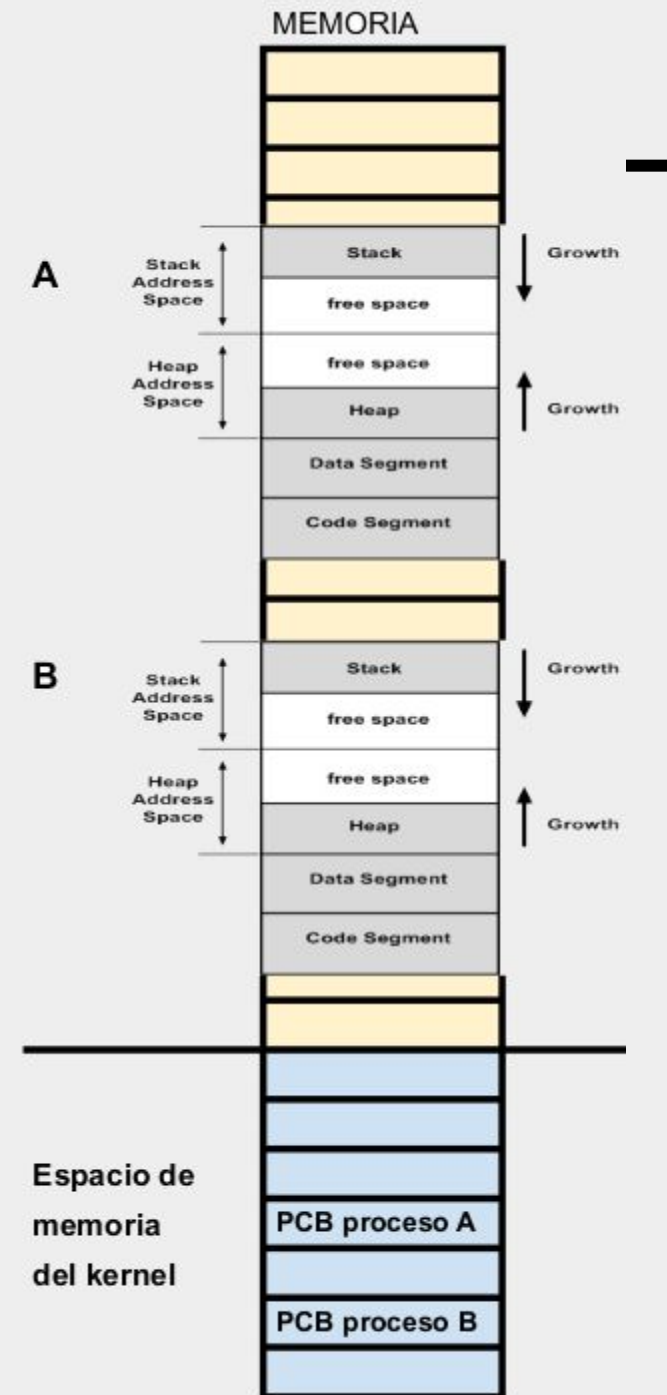 MEMORIA
A
Stack
Address
Space
Stack
Growth
free space
Heap
Address
Space
free space
Heap
Growth
Data Segment
Code Segment
B
Stack
Address
Space
Stack
Growth
free space
Heap
Address
Space
free space
Heap
Growth
Data Segment
Code Segment
Espacio de
memoria
del kernel
PCB proceso A
PCB proceso B